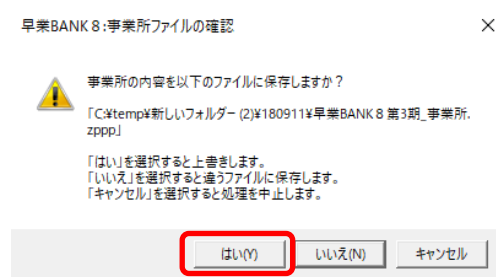 早業BANK８:事業所ファイルの確認
事業所の内容を以下のファイルに保存しますか？
「C:¥temp¥新しいフォルダー (2)¥180911¥早業BANK８第3期_事業所.
zppp」
「はい」を選択すると上書きします。
「いいえ」を選択すると違うファイルに保存します。
「キャンセル」を選択すると処理を中止します。
はい(Y) いいえ(N) キャンセル